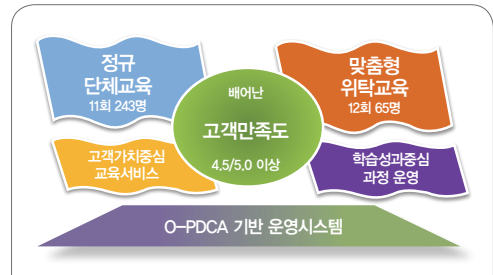 정규
단체교육
11회 243명
맞춤형
위탁교육
12회 65명
배어난
고객만족도
4.5/5.0 이상
고객가치중심
교육서비스
학습성과중심
과정 운영
O-PDCA 기반 운영시스템